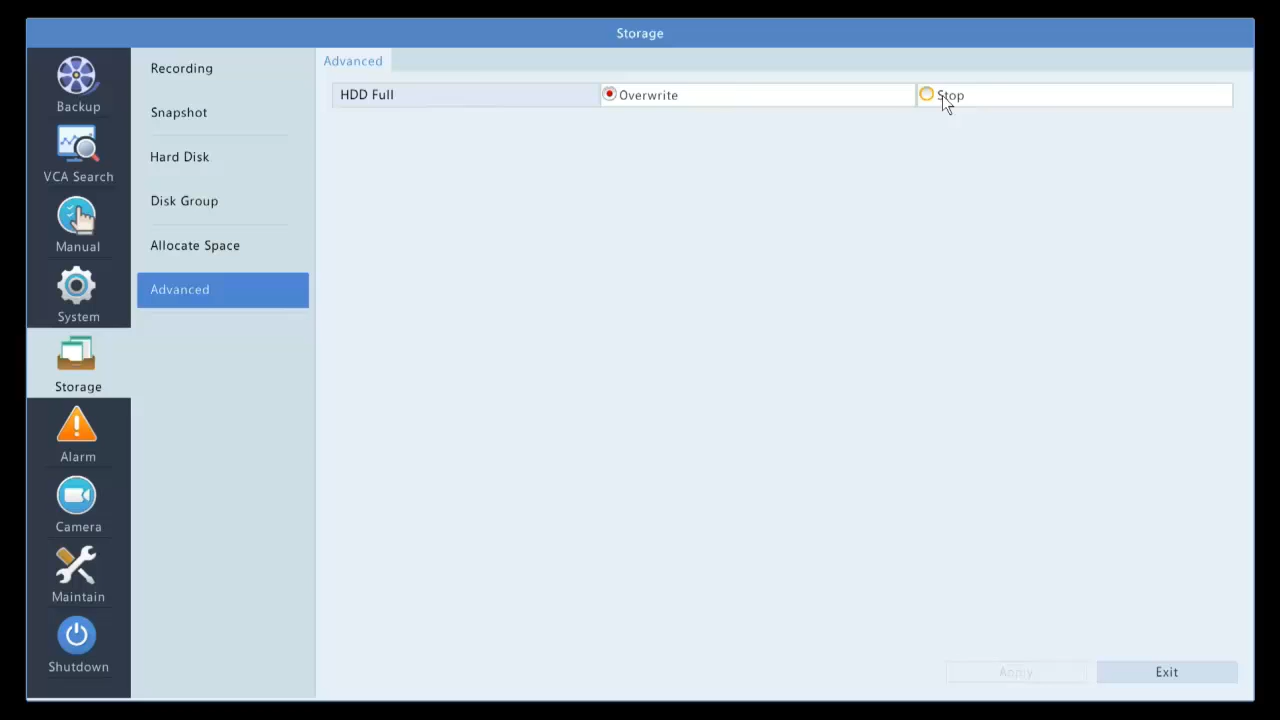 Storage
Backup
VCA Search
Manual
System
Storage
Alarm
Camera
Maintain
Shutdown
Recording
Snapshot
Hard Disk
Disk Group
Allocate Space
Advanced
Advanced
HDD Full
Overwrite
Stop
Apply
Exit